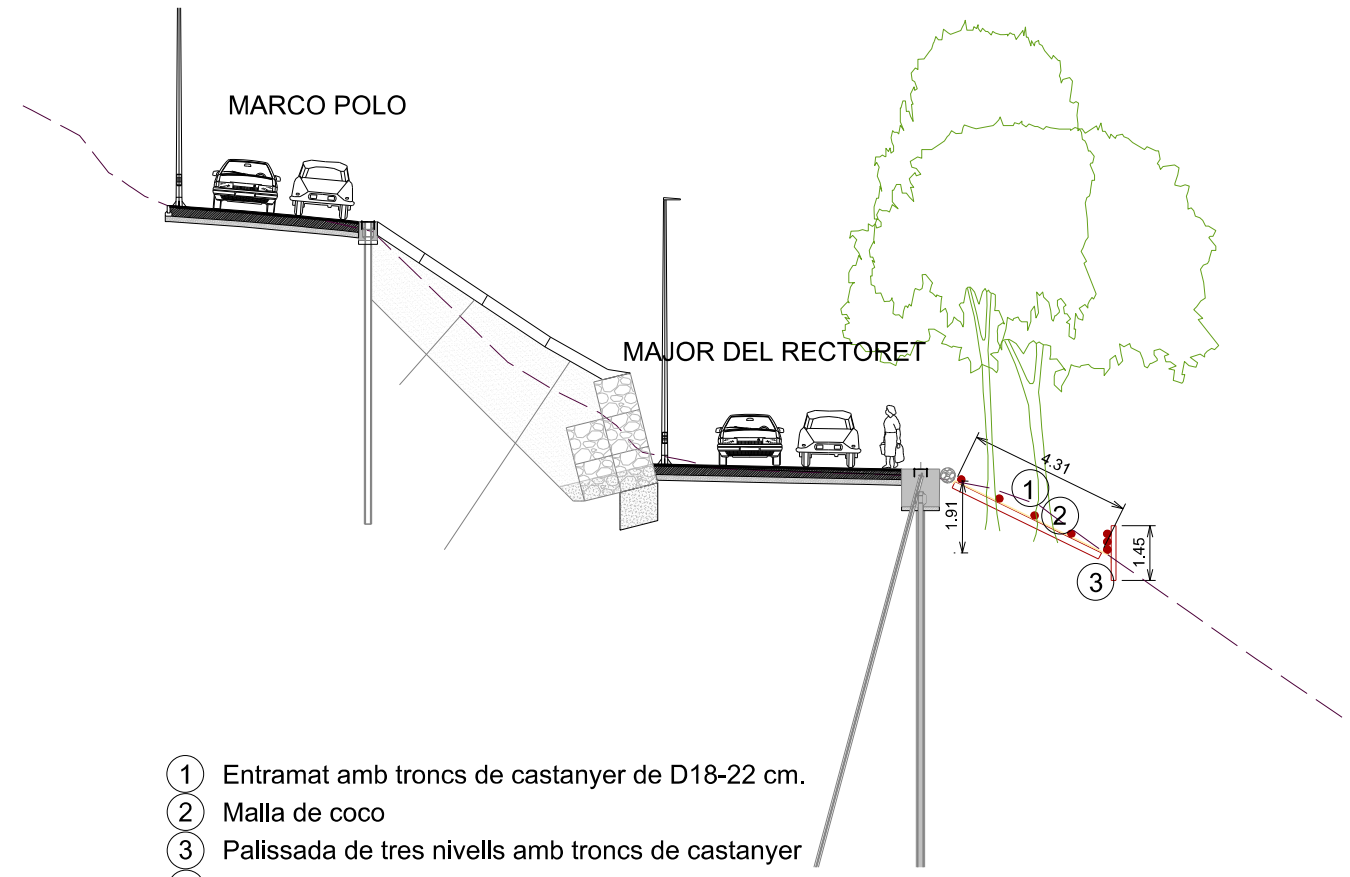 MARCO POLO
MAJOR DEL RECTORET
4.31
1
2
1.91
1.45
3
1 Entramat amb troncs de castanyer de D18-22 cm.
2 Malla de coco
3 Palissada de tres nivells amb troncs de castanyer